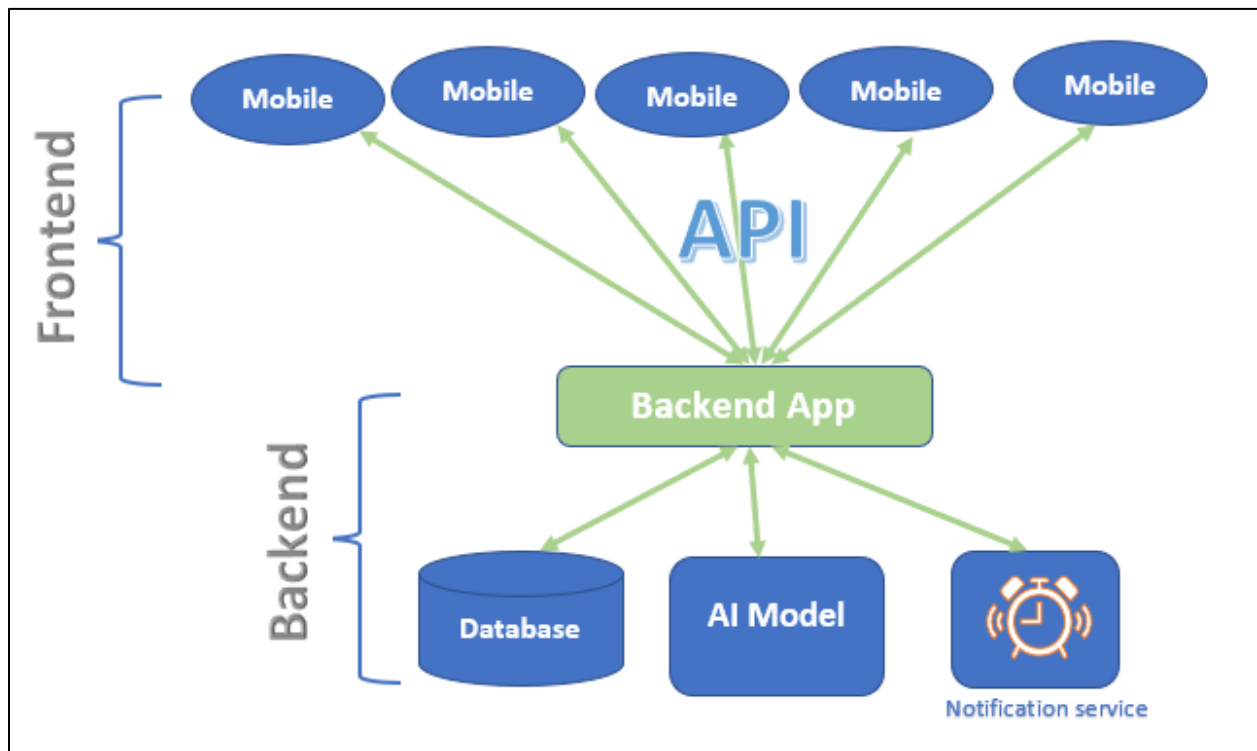 Mobile
Mobile
Mobile
Mobile
Mobile
Frontend
API
Backend App
Backend
Database
AI Model
Notification service